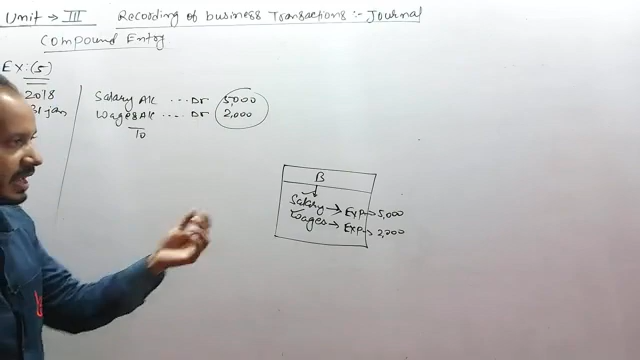 Unit → III Recording of business Transactions :- Journal
Compound Entry
Ex: (5)
2018
31 Jan
Salary A/c ... Dr 5,000
Wages A/c .... Dr 2,000
To
B
Salary → Exp → 5,000
Wages → Exp → 2,000